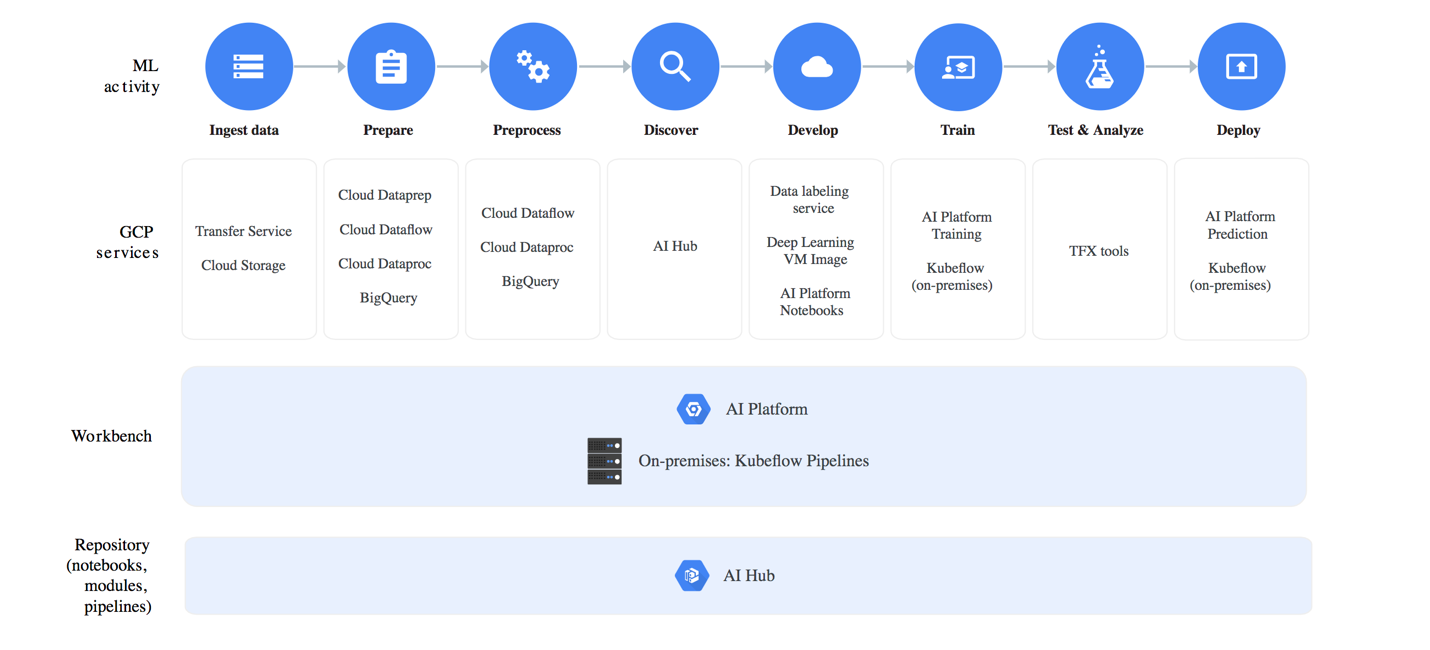 ML
activity
Ingest data
Prepare
Preprocess
Discover
Develop
Train
Test & Analyze
Deploy
GCP
services
Transfer Service
Cloud Storage
Cloud Dataprep
Cloud Dataflow
Cloud Dataproc
BigQuery
Cloud Dataflow
Cloud Dataproc
BigQuery
AI Hub
Data labeling
service
Deep Learning
VM Image
AI Platform
Notebooks
AI Platform
Training
Kubeflow
(on-premises)
TFX tools
AI Platform
Prediction
Kubeflow
(on-premises)
Workbench
AI Platform
On-premises: Kubeflow Pipelines
Repository
(notebooks,
modules,
pipelines)
AI Hub